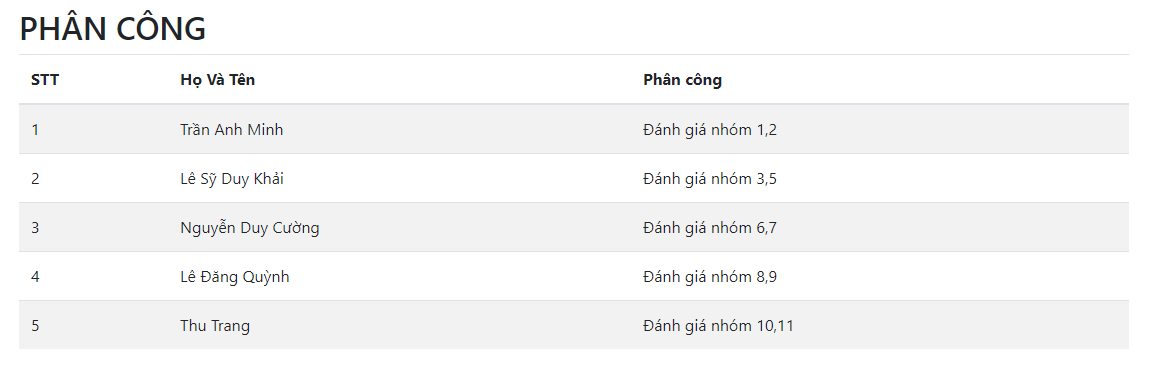 PHÂN CÔNG
STT Họ Và Tên Phân công
1 Trần Anh Minh Đánh giá nhóm 1,2
2 Lê Sỹ Duy Khải Đánh giá nhóm 3,5
3 Nguyễn Duy Cường Đánh giá nhóm 6,7
4 Lê Đăng Quỳnh Đánh giá nhóm 8,9
5 Thu Trang Đánh giá nhóm 10,11